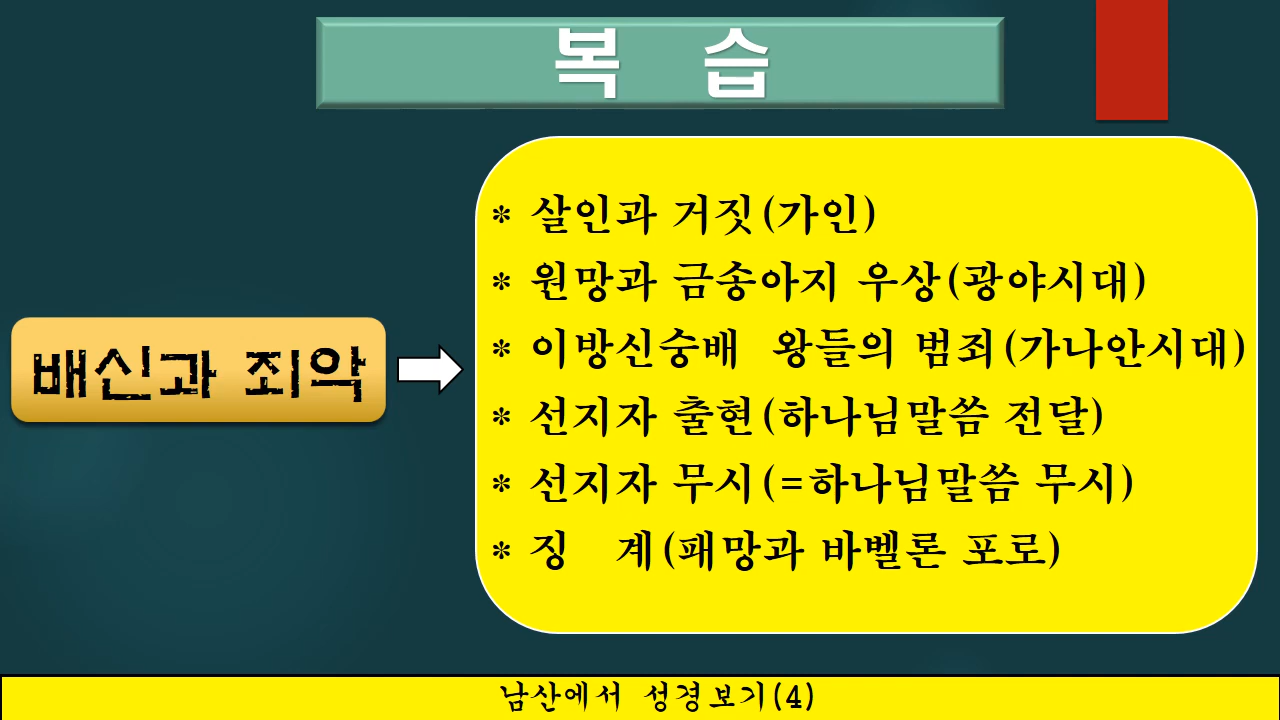 복 습
배신과 죄악
* 살인과 거짓(가인)
* 원망과 금송아지 우상(광야시대)
* 이방신숭배 왕들의 범죄(가나안시대)
* 선지자 출현(하나님말씀 전달)
* 선지자 무시(=하나님말씀 무시)
* 징 계(패망과 바벨론 포로)
남산에서 성경보기(4)